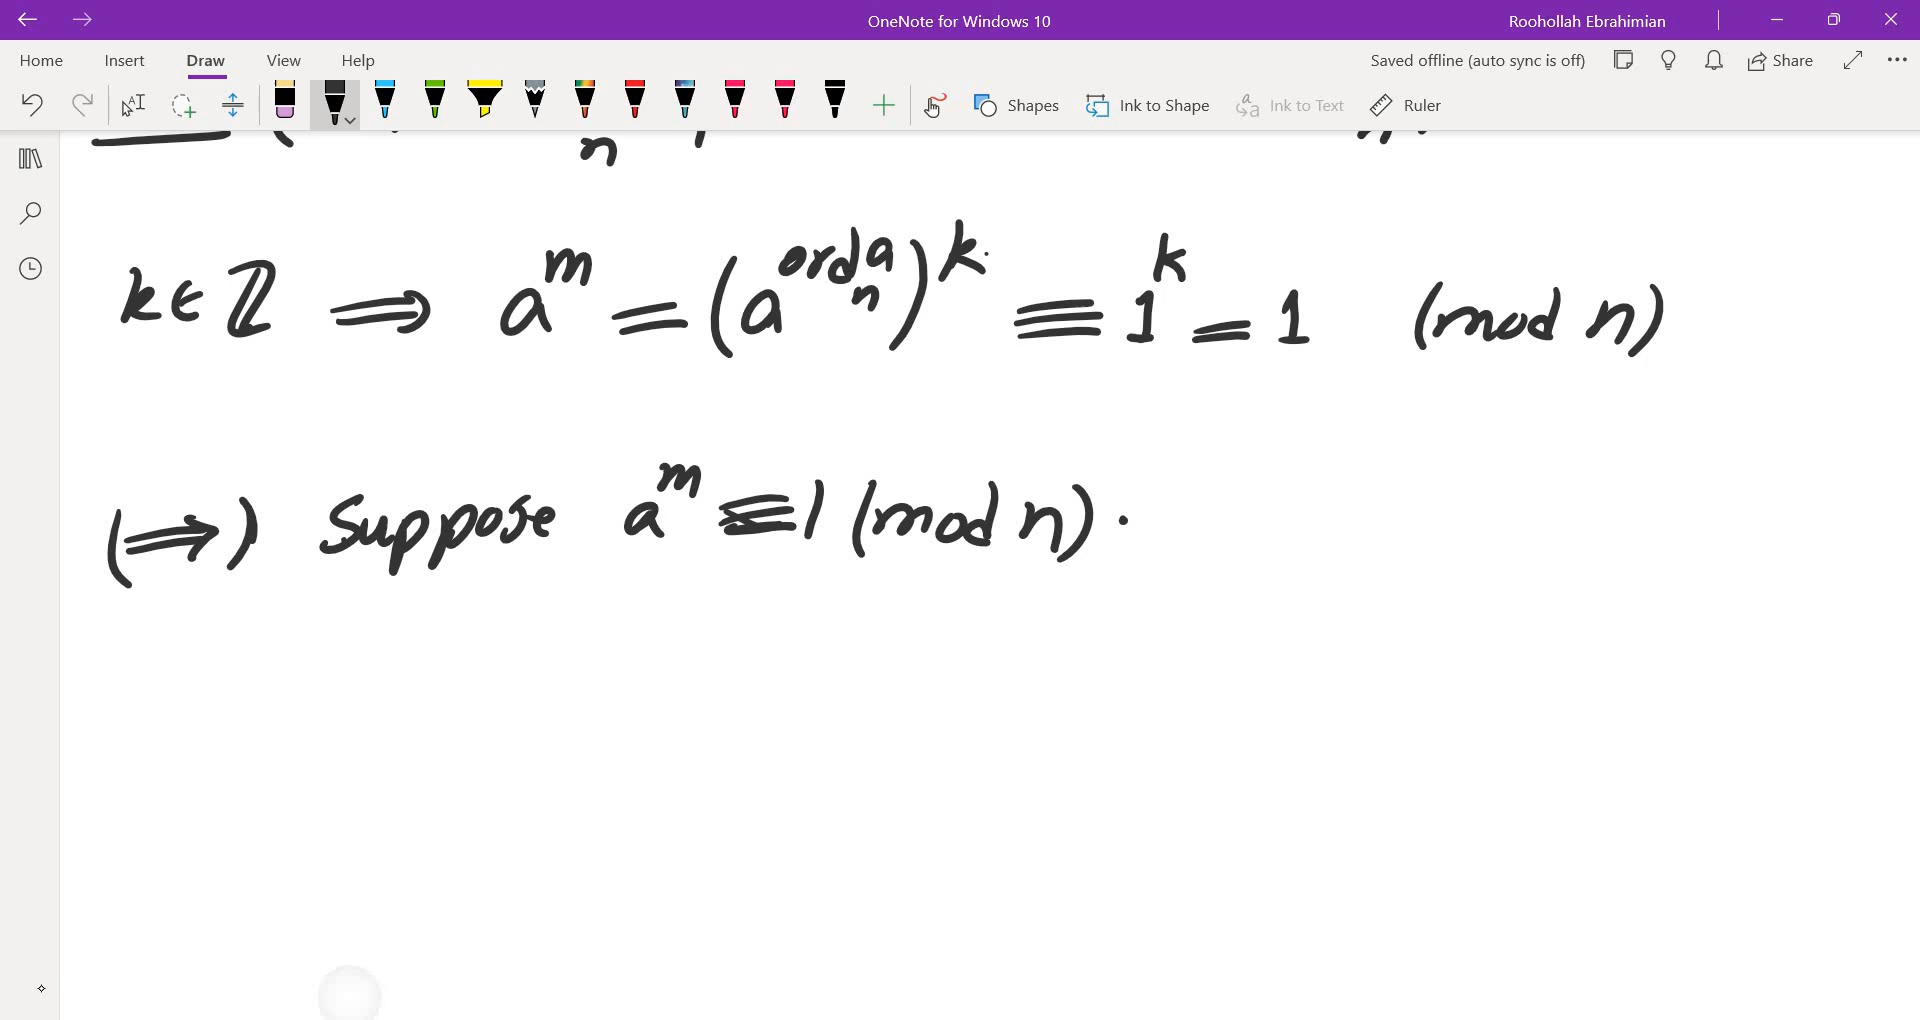 OneNote for Windows 10
Roohollah Ebrahimian
Home Insert Draw View Help
Saved offline (auto sync is off) Share
Shapes Ink to Shape Ink to Text Ruler
n
k ∈ ℤ ⟹ a^m = (a^{ord_n a})^k ≡ 1^k = 1 (mod n)
(⟹) Suppose a^m ≡ 1 (mod n).